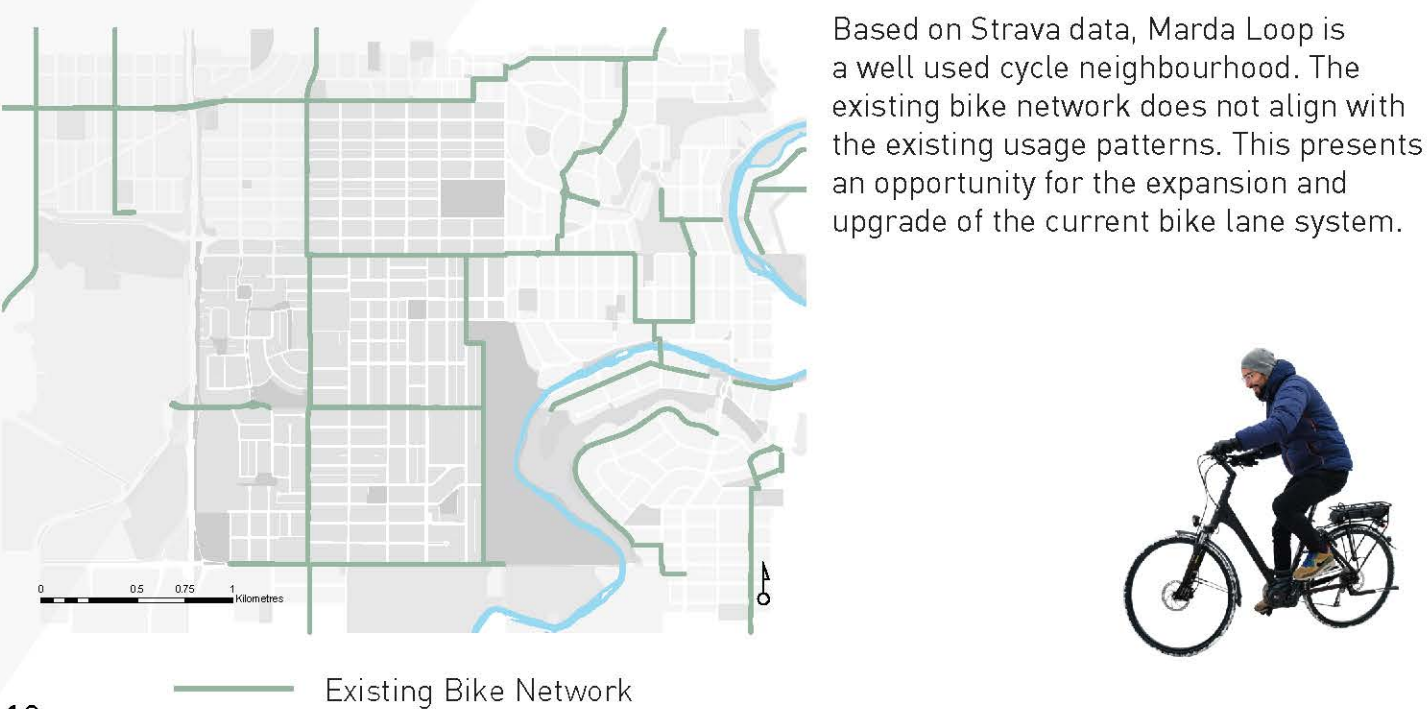 Based on Strava data, Marda Loop is
a well used cycle neighbourhood. The
existing bike network does not align with
the existing usage patterns. This presents
an opportunity for the expansion and
upgrade of the current bike lane system.
0 0.5 0.75 1
Kilometres
Existing Bike Network